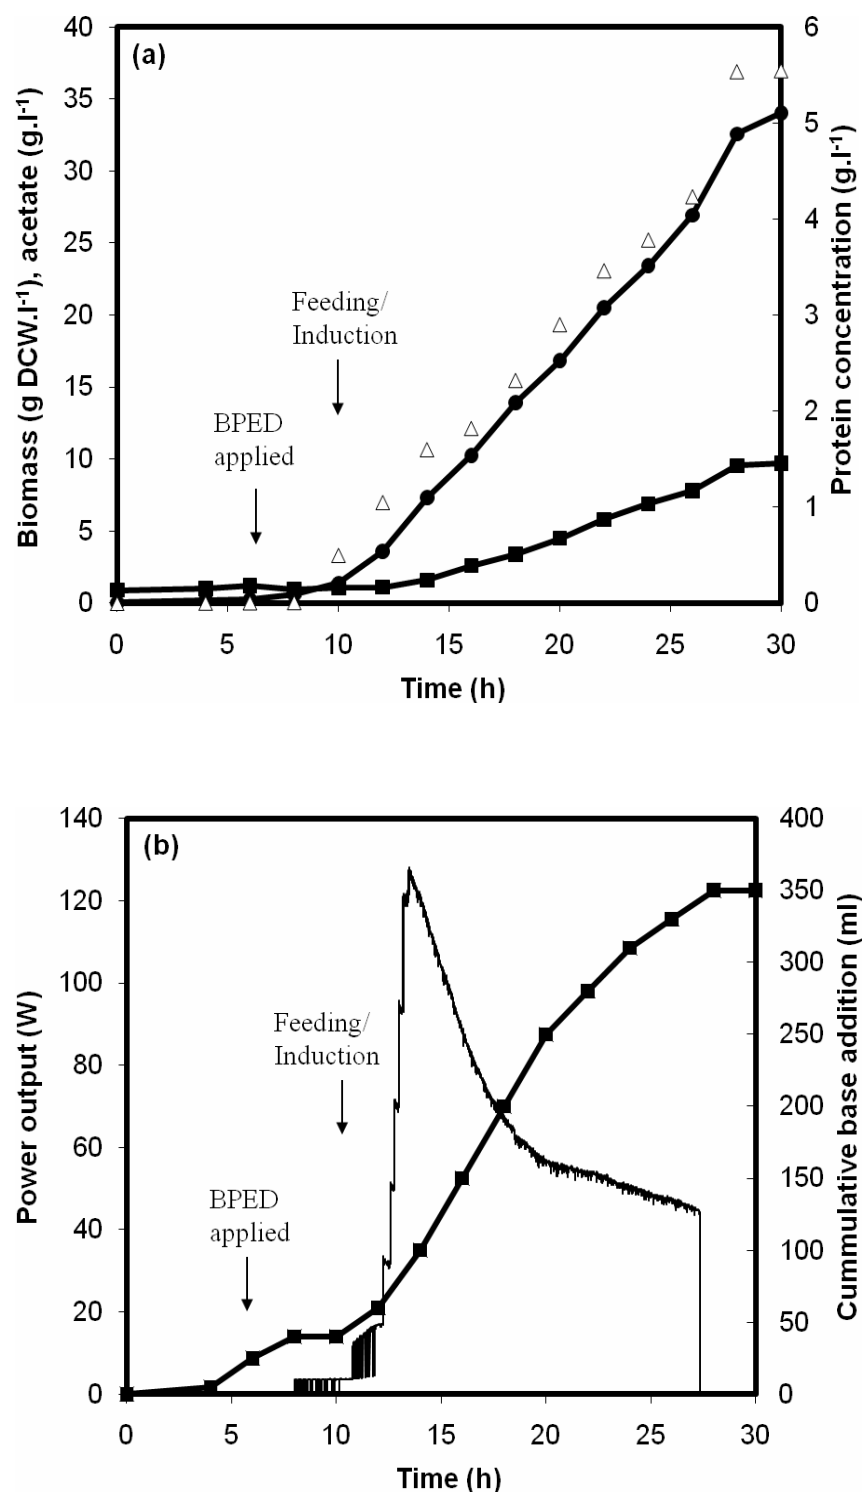 (a)
Biomass (g DCW.l⁻¹), acetate (g.l⁻¹)
40
35
30
25
20
15
10
5
0
Feeding/
Induction
BPED
applied
6
5
4
3
2
1
0
Protein concentration (g.l⁻¹)
0 5 10 15 20 25 30
Time (h)
(b)
Power output (W)
140
120
100
80
60
40
20
0
Feeding/
Induction
BPED
applied
400
350
300
250
200
150
100
50
0
Cummulative base addition (ml)
0 5 10 15 20 25 30
Time (h)